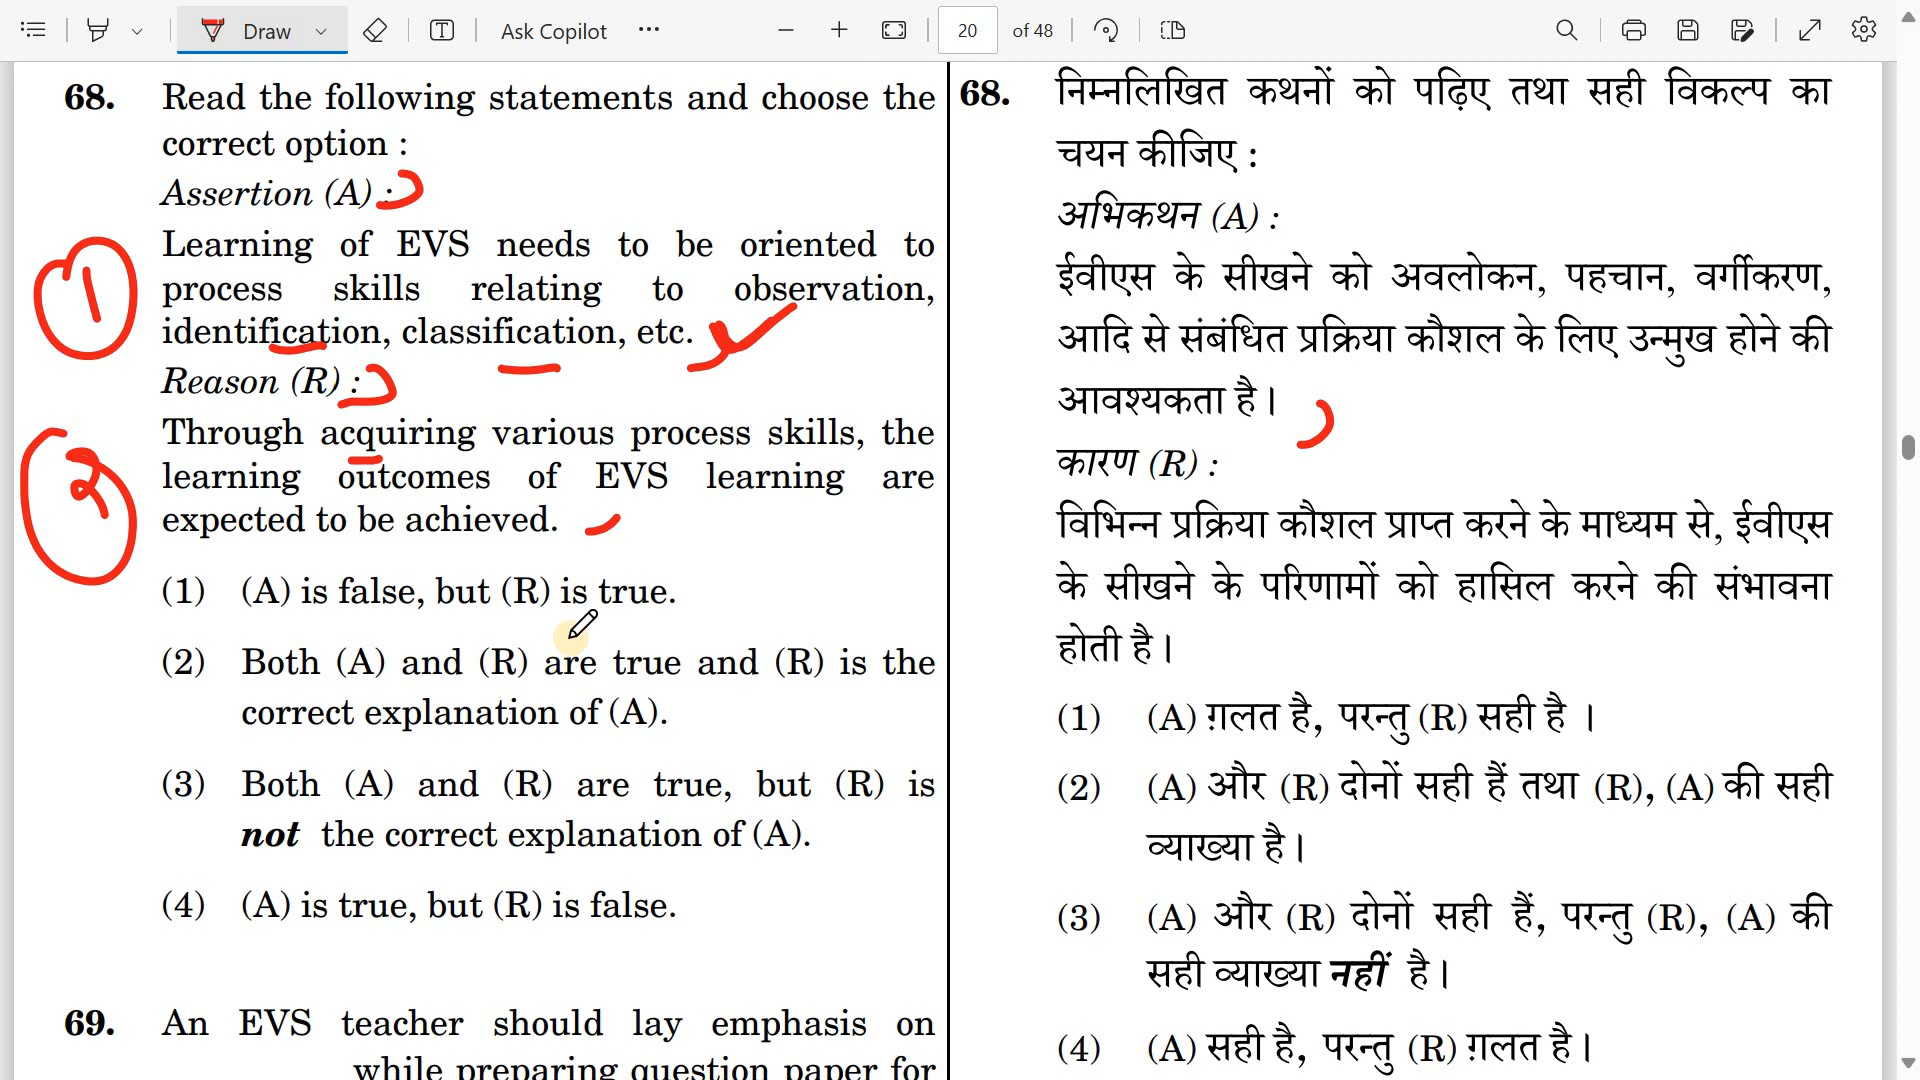 Draw
Ask Copilot
20 of 48
68. Read the following statements and choose the
correct option :
Assertion (A) :
Learning of EVS needs to be oriented to
process skills relating to observation,
identification, classification, etc.
Reason (R) :
Through acquiring various process skills, the
learning outcomes of EVS learning are
expected to be achieved.
(1) (A) is false, but (R) is true.
(2) Both (A) and (R) are true and (R) is the
correct explanation of (A).
(3) Both (A) and (R) are true, but (R) is
not the correct explanation of (A).
(4) (A) is true, but (R) is false.
69. An EVS teacher should lay emphasis on
while preparing question paper for
1
2
68. निम्नलिखित कथनों को पढ़िए तथा सही विकल्प का
चयन कीजिए :
अभिकथन (A) :
ईवीएस के सीखने को अवलोकन, पहचान, वर्गीकरण,
आदि से संबंधित प्रक्रिया कौशल के लिए उन्मुख होने की
आवश्यकता है।
कारण (R) :
विभिन्न प्रक्रिया कौशल प्राप्त करने के माध्यम से, ईवीएस
के सीखने के परिणामों को हासिल करने की संभावना
होती है।
(1) (A) ग़लत है, परन्तु (R) सही है ।
(2) (A) और (R) दोनों सही हैं तथा (R), (A) की सही
व्याख्या है।
(3) (A) और (R) दोनों सही हैं, परन्तु (R), (A) की
सही व्याख्या नहीं है।
(4) (A) सही है, परन्तु (R) ग़लत है।